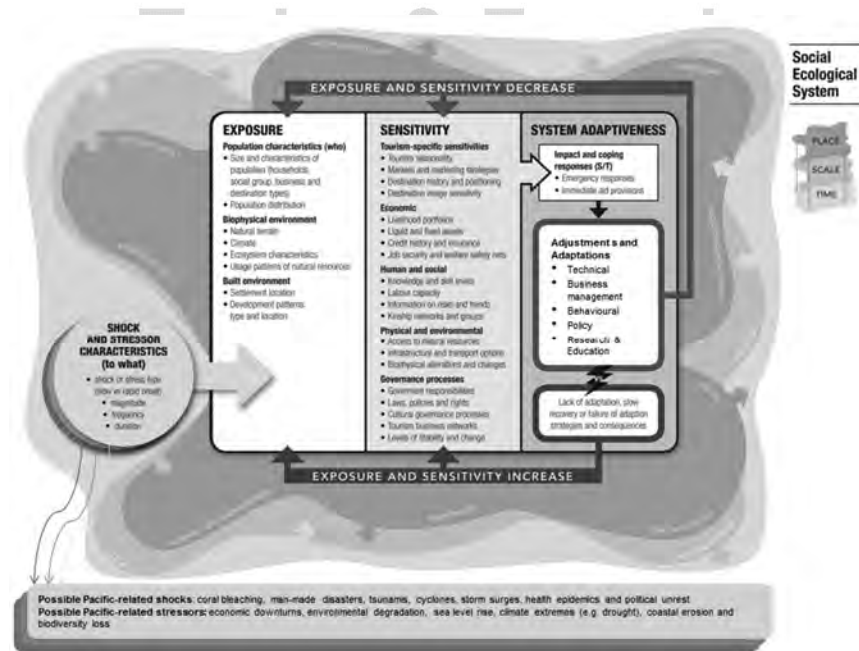 Social
Ecological
System
PLACE
SCALE
TIME
EXPOSURE AND SENSITIVITY DECREASE
EXPOSURE
Population characteristics (who)
• Size and characteristics of
population (households,
social group, business and
destination types)
• Population distribution
Biophysical environment
• Natural terrain
• Climate
• Ecosystem characteristics
• Usage patterns of natural resources
Built environment
• Settlement location
• Development patterns:
type and location
SENSITIVITY
Tourism-specific sensitivities
• Tourism seasonality
• Markets and marketing strategies
• Destination history and positioning
• Destination image sensitivity
Economic
• Livelihood portfolios
• Liquid and fixed assets
• Credit history and insurance
• Job security and welfare safety nets
Human and social
• Knowledge and skill levels
• Labour capacity
• Information on risks and trends
• Kinship networks and groups
Physical and environmental
• Access to natural resources
• Infrastructure and transport options
• Biophysical alterations and changes
Governance processes
• Government responsibilities
• Laws, policies and rights
• Cultural governance processes
• Tourism business networks
• Levels of stability and change
SYSTEM ADAPTIVENESS
Impact and coping
responses (S/T)
• Emergency responses
• Immediate aid provisions
Adjustments and
Adaptations
• Technical
• Business
management
• Behavioural
• Policy
• Research &
Education
Lack of adaptation, slow
recovery or failure of adaption
strategies and consequences
SHOCK
AND STRESSOR
CHARACTERISTICS
(to what)
• shock or stress type
(slow vs rapid onset)
• magnitude
• frequency
• duration
EXPOSURE AND SENSITIVITY INCREASE
Possible Pacific-related shocks: coral bleaching, man-made disasters, tsunamis, cyclones, storm surges, health epidemics and political unrest
Possible Pacific-related stressors: economic downturns, environmental degradation, sea level rise, climate extremes (e.g. drought), coastal erosion and
biodiversity loss